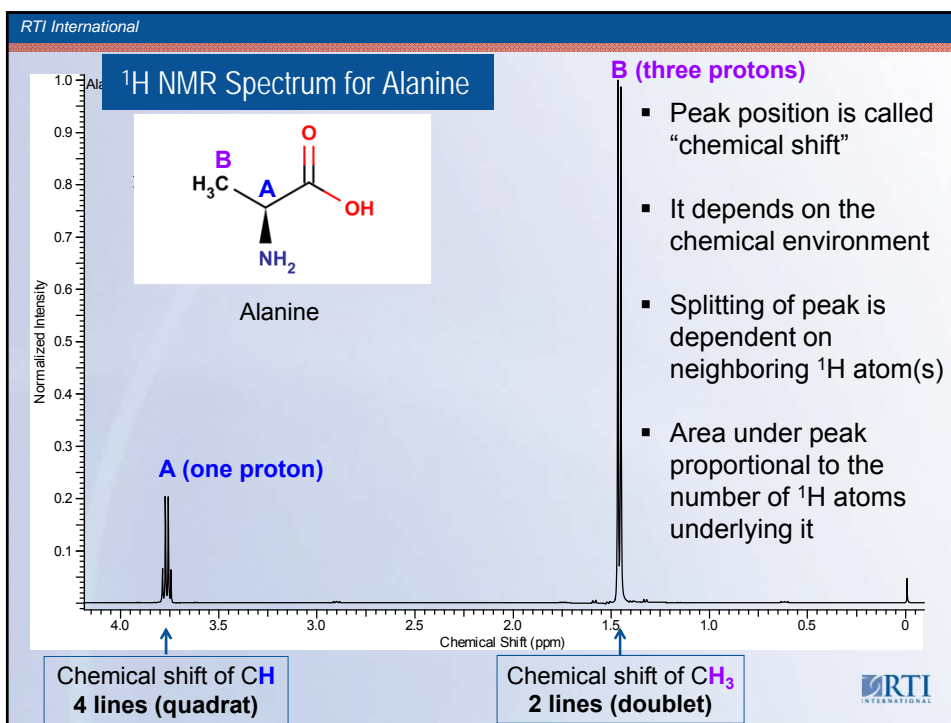 RTI International
¹H NMR Spectrum for Alanine
B (three protons)
B
H₃C
A
O
OH
NH₂
Alanine
▪ Peak position is called
“chemical shift”
▪ It depends on the
chemical environment
▪ Splitting of peak is
dependent on
neighboring ¹H atom(s)
▪ Area under peak
proportional to the
number of ¹H atoms
underlying it
A (one proton)
Normalized Intensity
1.0
0.9
0.8
0.7
0.6
0.5
0.4
0.3
0.2
0.1
4.0 3.5 3.0 2.5 2.0 1.5 1.0 0.5 0
Chemical Shift (ppm)
Chemical shift of CH
4 lines (quadrat)
Chemical shift of CH₃
2 lines (doublet)
RTI
INTERNATIONAL